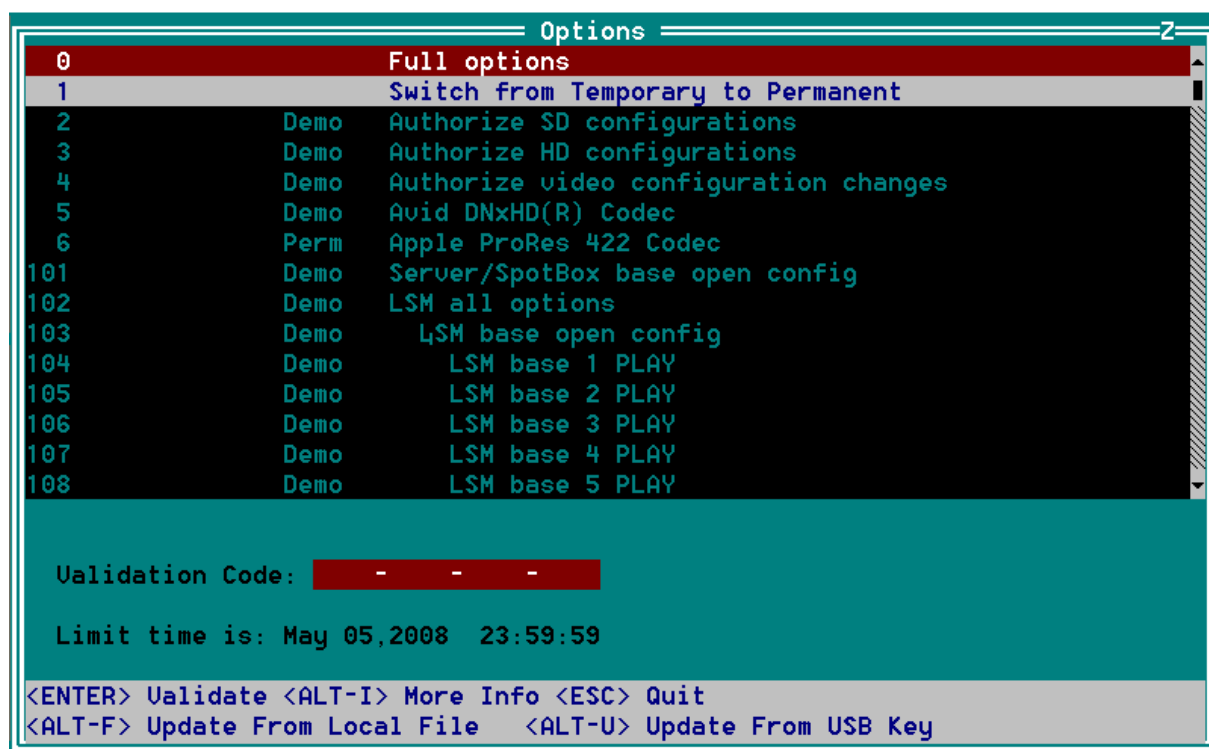 Options
Z
0 Full options
1 Switch from Temporary to Permanent
2 Demo Authorize SD configurations
3 Demo Authorize HD configurations
4 Demo Authorize video configuration changes
5 Demo Avid DNxHD(R) Codec
6 Perm Apple ProRes 422 Codec
101 Demo Server/SpotBox base open config
102 Demo LSM all options
103 Demo 4SM base open config
104 Demo LSM base 1 PLAY
105 Demo LSM base 2 PLAY
106 Demo LSM base 3 PLAY
107 Demo LSM base 4 PLAY
108 Demo LSM base 5 PLAY
Validation Code: - - -
Limit time is: May 05,2008 23:59:59
<ENTER> Validate <ALT-I> More Info <ESC> Quit
<ALT-F> Update From Local File <ALT-U> Update From USB Key